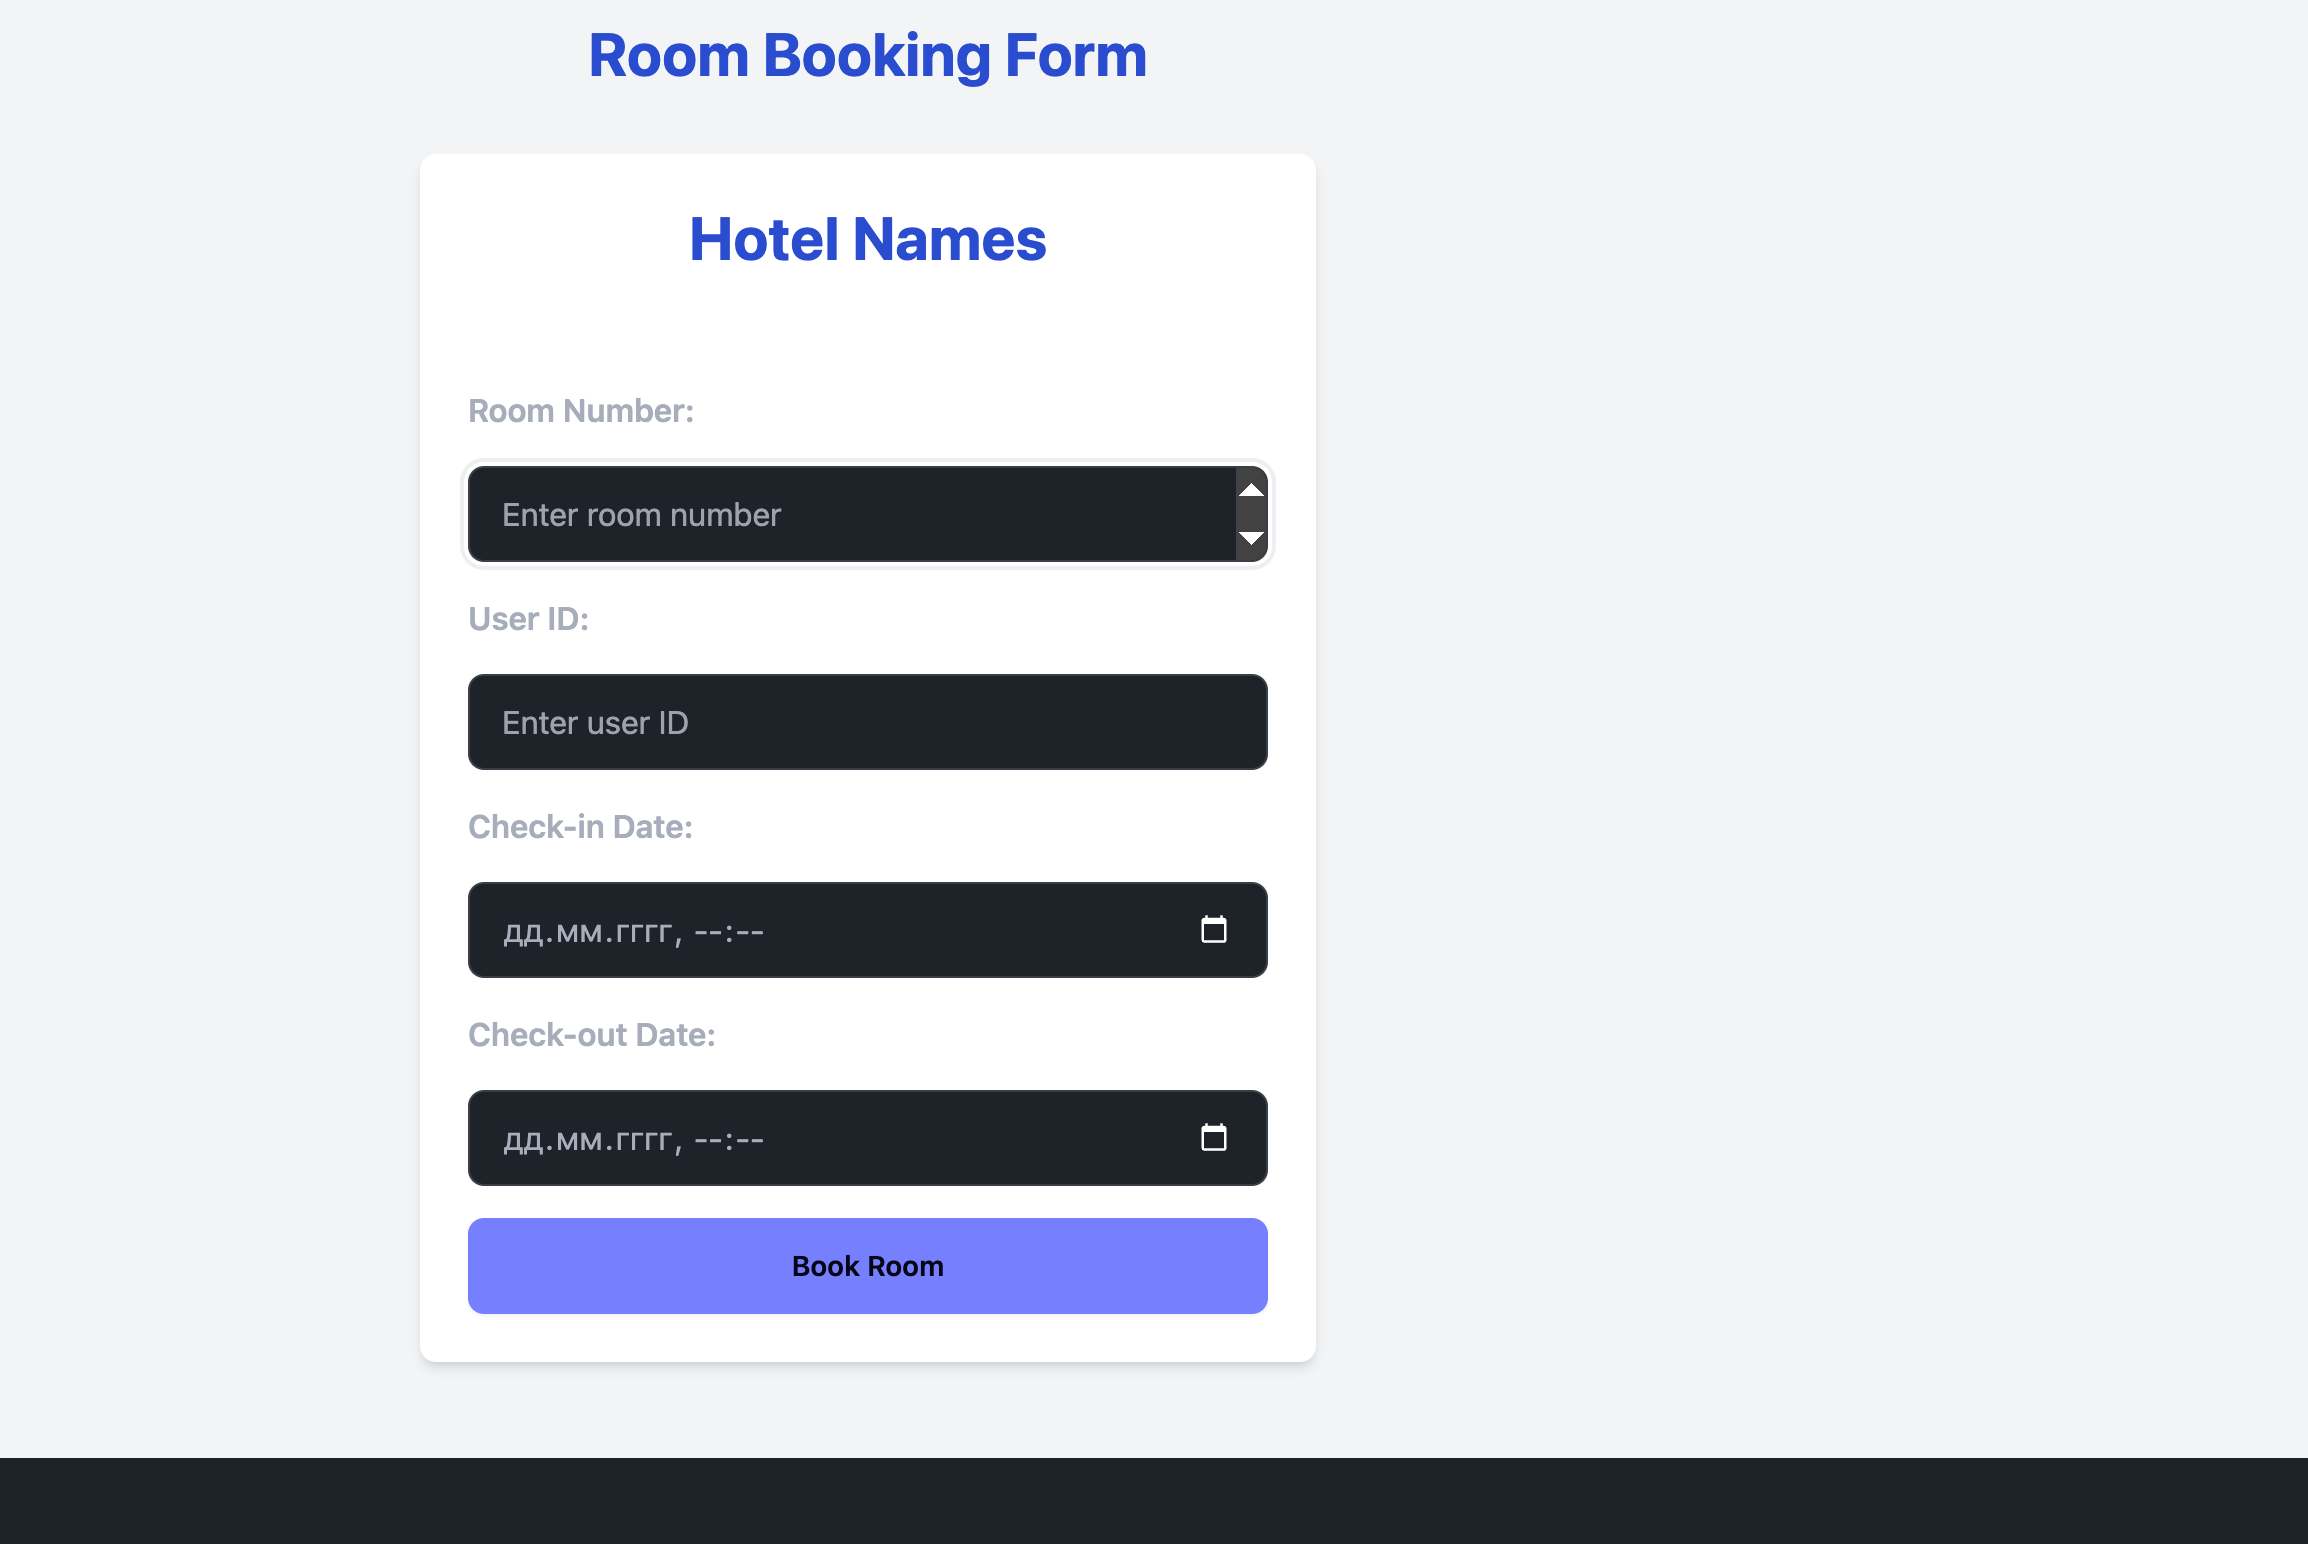 Room Booking Form
Hotel Names
Room Number:
Enter room number
User ID:
Enter user ID
Check-in Date:
дд.мм.гггг, --:--
Check-out Date:
дд.мм.гггг, --:--
Book Room